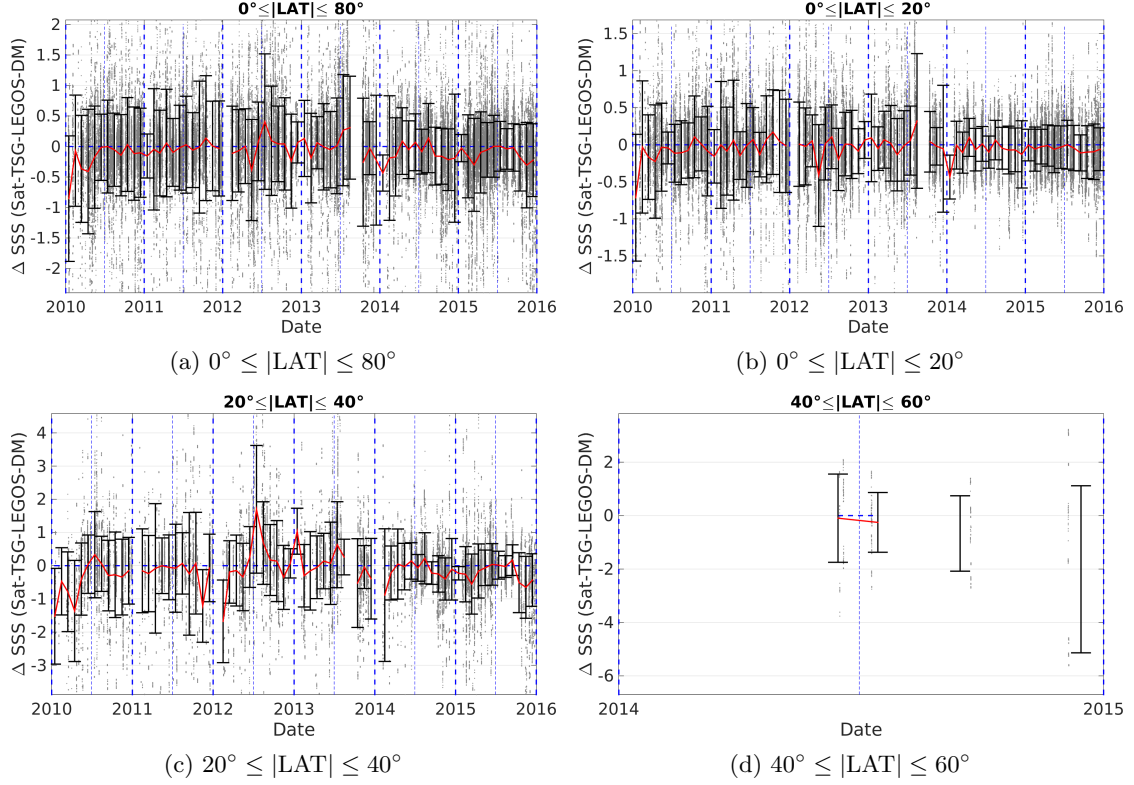 0°≤|LAT|≤ 80°
Δ SSS (Sat-TSG-LEGOS-DM)
2
1.5
1
0.5
0
-0.5
-1
-1.5
-2
2010 2011 2012 2013 2014 2015 2016
Date
(a) 0° ≤ |LAT| ≤ 80°
0°≤|LAT|≤ 20°
Δ SSS (Sat-TSG-LEGOS-DM)
1.5
1
0.5
0
-0.5
-1
-1.5
2010 2011 2012 2013 2014 2015 2016
Date
(b) 0° ≤ |LAT| ≤ 20°
20°≤|LAT|≤ 40°
Δ SSS (Sat-TSG-LEGOS-DM)
4
3
2
1
0
-1
-2
-3
2010 2011 2012 2013 2014 2015 2016
Date
(c) 20° ≤ |LAT| ≤ 40°
40°≤|LAT|≤ 60°
Δ SSS (Sat-TSG-LEGOS-DM)
2
0
-2
-4
-6
2014 2015
Date
(d) 40° ≤ |LAT| ≤ 60°